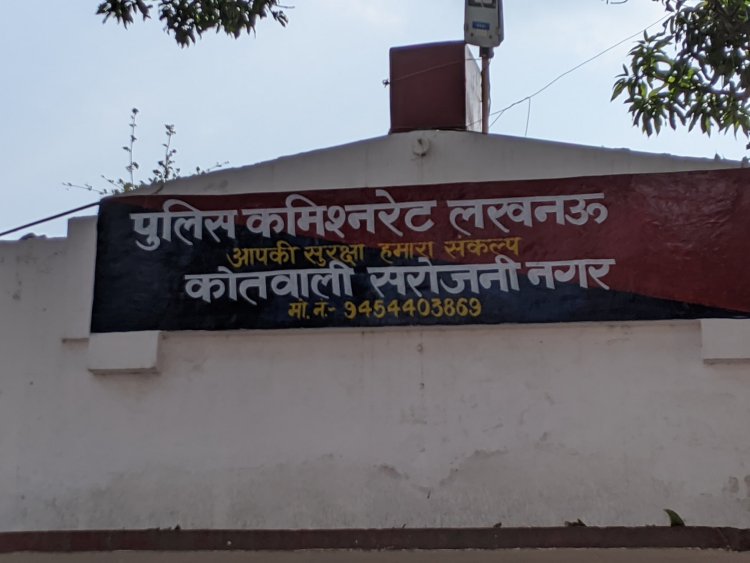 पुलिस कमिश्नरेट लखनऊ
आपकी सुरक्षा हमारा संकल्प
कोतवाली सरोजनी नगर
मो. नं.- 9454403869